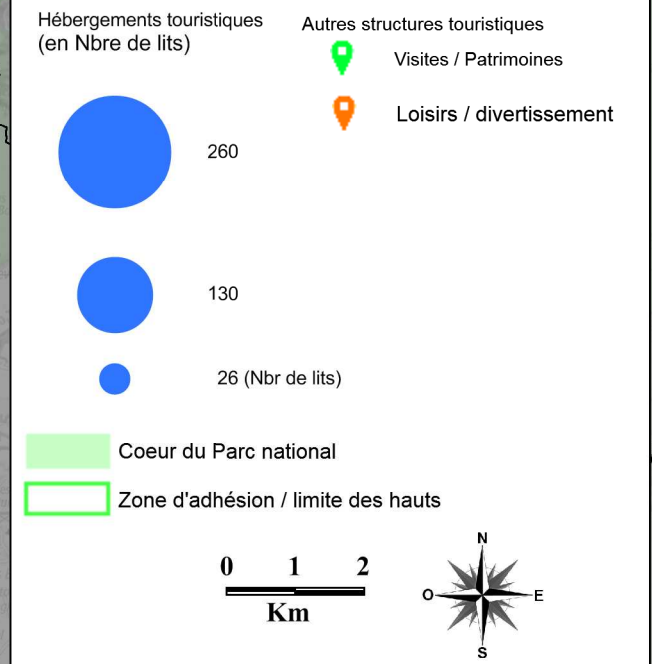 Hébergements touristiques
(en Nbre de lits)
Autres structures touristiques
Visites / Patrimoines
Loisirs / divertissement
260
130
26 (Nbr de lits)
Coeur du Parc national
Zone d'adhésion / limite des hauts
0 1 2
Km
N
O E
S